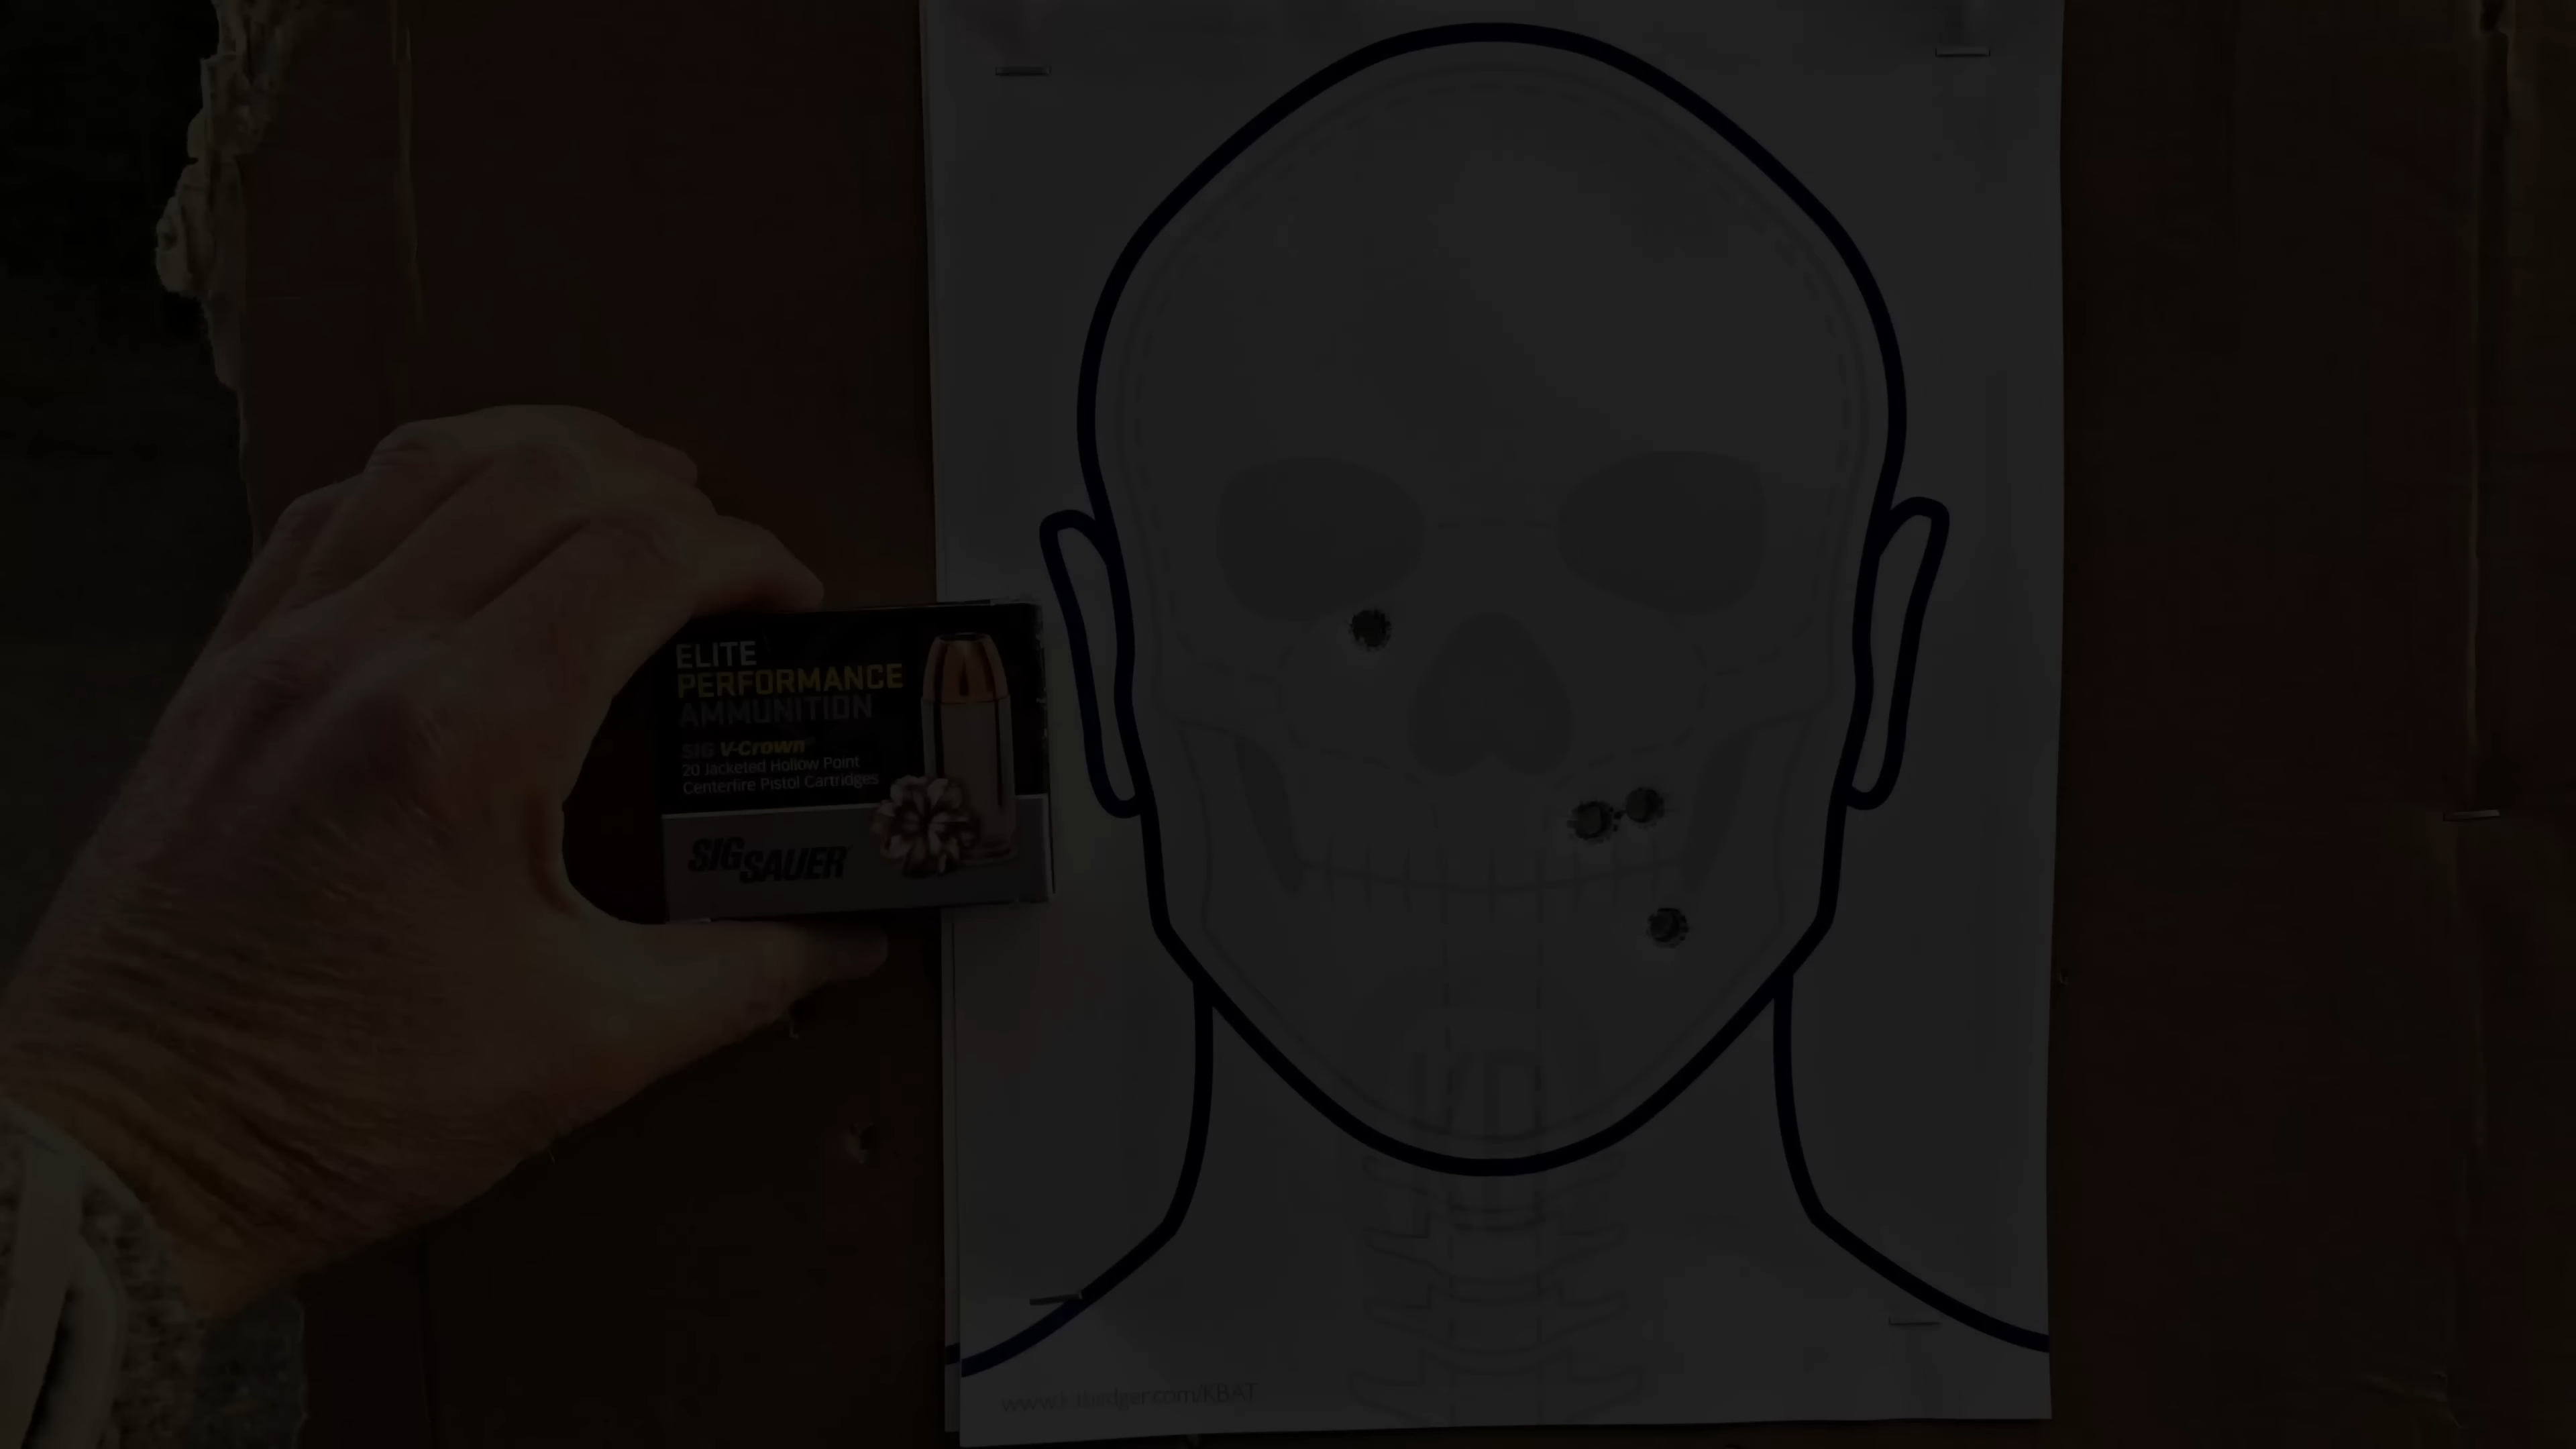 ELITE
PERFORMANCE
AMMUNITION
SIG V-Crown
20 Jacketed Hollow Point
Centerfire Pistol Cartridges
SIG SAUER